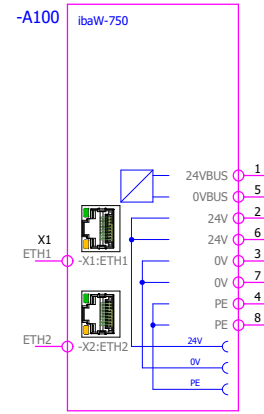 -A100
ibaW-750
24VBUS 1
0VBUS 5
24V 2
24V 6
X1
ETH1
-X1:ETH1
0V 3
0V 7
PE 4
PE 8
ETH2
-X2:ETH2
24V
0V
PE